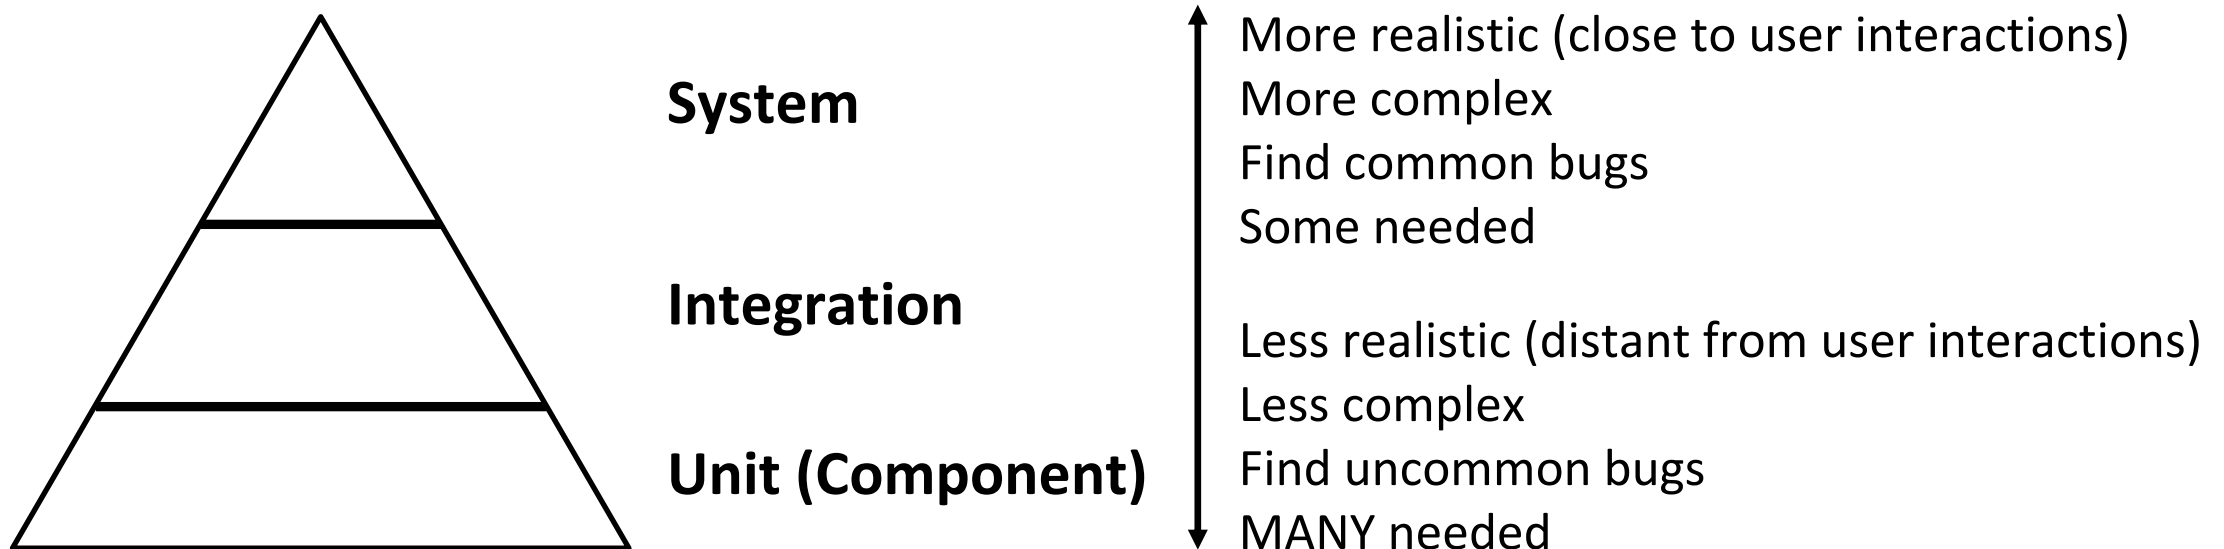 System
Integration
Unit (Component)
More realistic (close to user interactions)
More complex
Find common bugs
Some needed
Less realistic (distant from user interactions)
Less complex
Find uncommon bugs
MANY needed